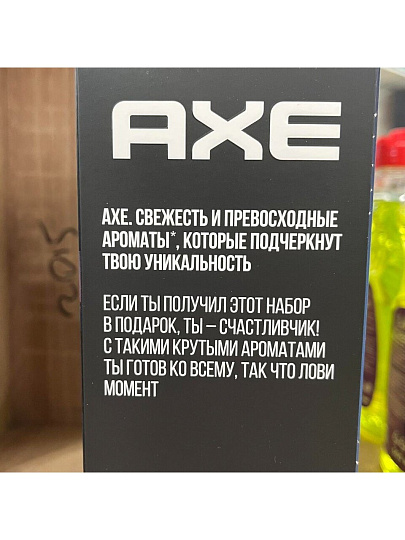 AXE
AXE. СВЕЖЕСТЬ И ПРЕВОСХОДНЫЕ
АРОМАТЫ*, КОТОРЫЕ ПОДЧЕРКНУТ
ТВОЮ УНИКАЛЬНОСТЬ
ЕСЛИ ТЫ ПОЛУЧИЛ ЭТОТ НАБОР
В ПОДАРОК, ТЫ – СЧАСТЛИВЧИК!
С ТАКИМИ КРУТЫМИ АРОМАТАМИ
ТЫ ГОТОВ КО ВСЕМУ, ТАК ЧТО ЛОВИ
МОМЕНТ